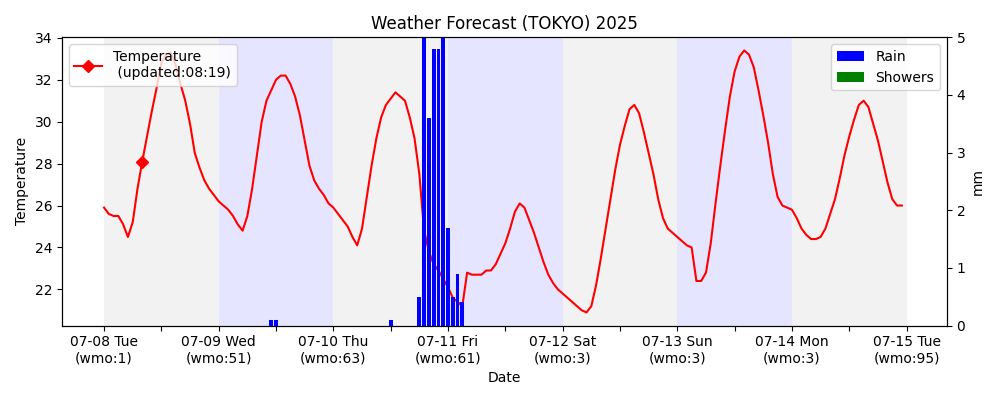 Weather Forecast (TOKYO) 2025
Temperature
(updated:08:19)
Rain
Showers
34
32
30
28
26
24
22
Temperature
5
4
3
2
1
0
mm
07-08 Tue
(wmo:1)
07-09 Wed
(wmo:51)
07-10 Thu
(wmo:63)
07-11 Fri
(wmo:61)
07-12 Sat
(wmo:3)
07-13 Sun
(wmo:3)
07-14 Mon
(wmo:3)
07-15 Tue
(wmo:95)
Date